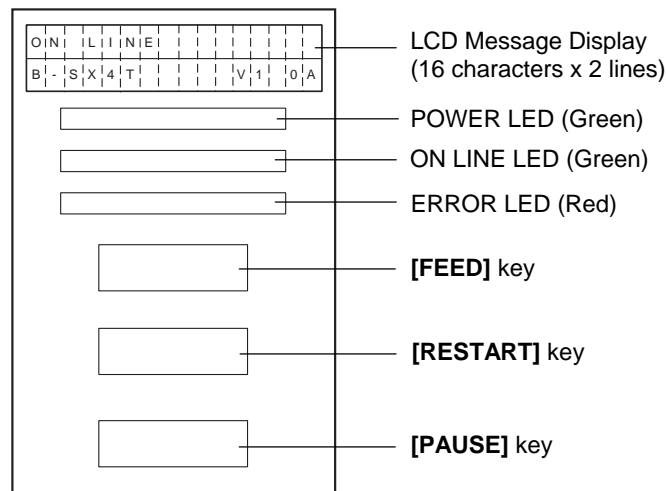 ON LINE
B-SX4T V1 0A
LCD Message Display
(16 characters x 2 lines)
POWER LED (Green)
ON LINE LED (Green)
ERROR LED (Red)
[FEED] key
[RESTART] key
[PAUSE] key